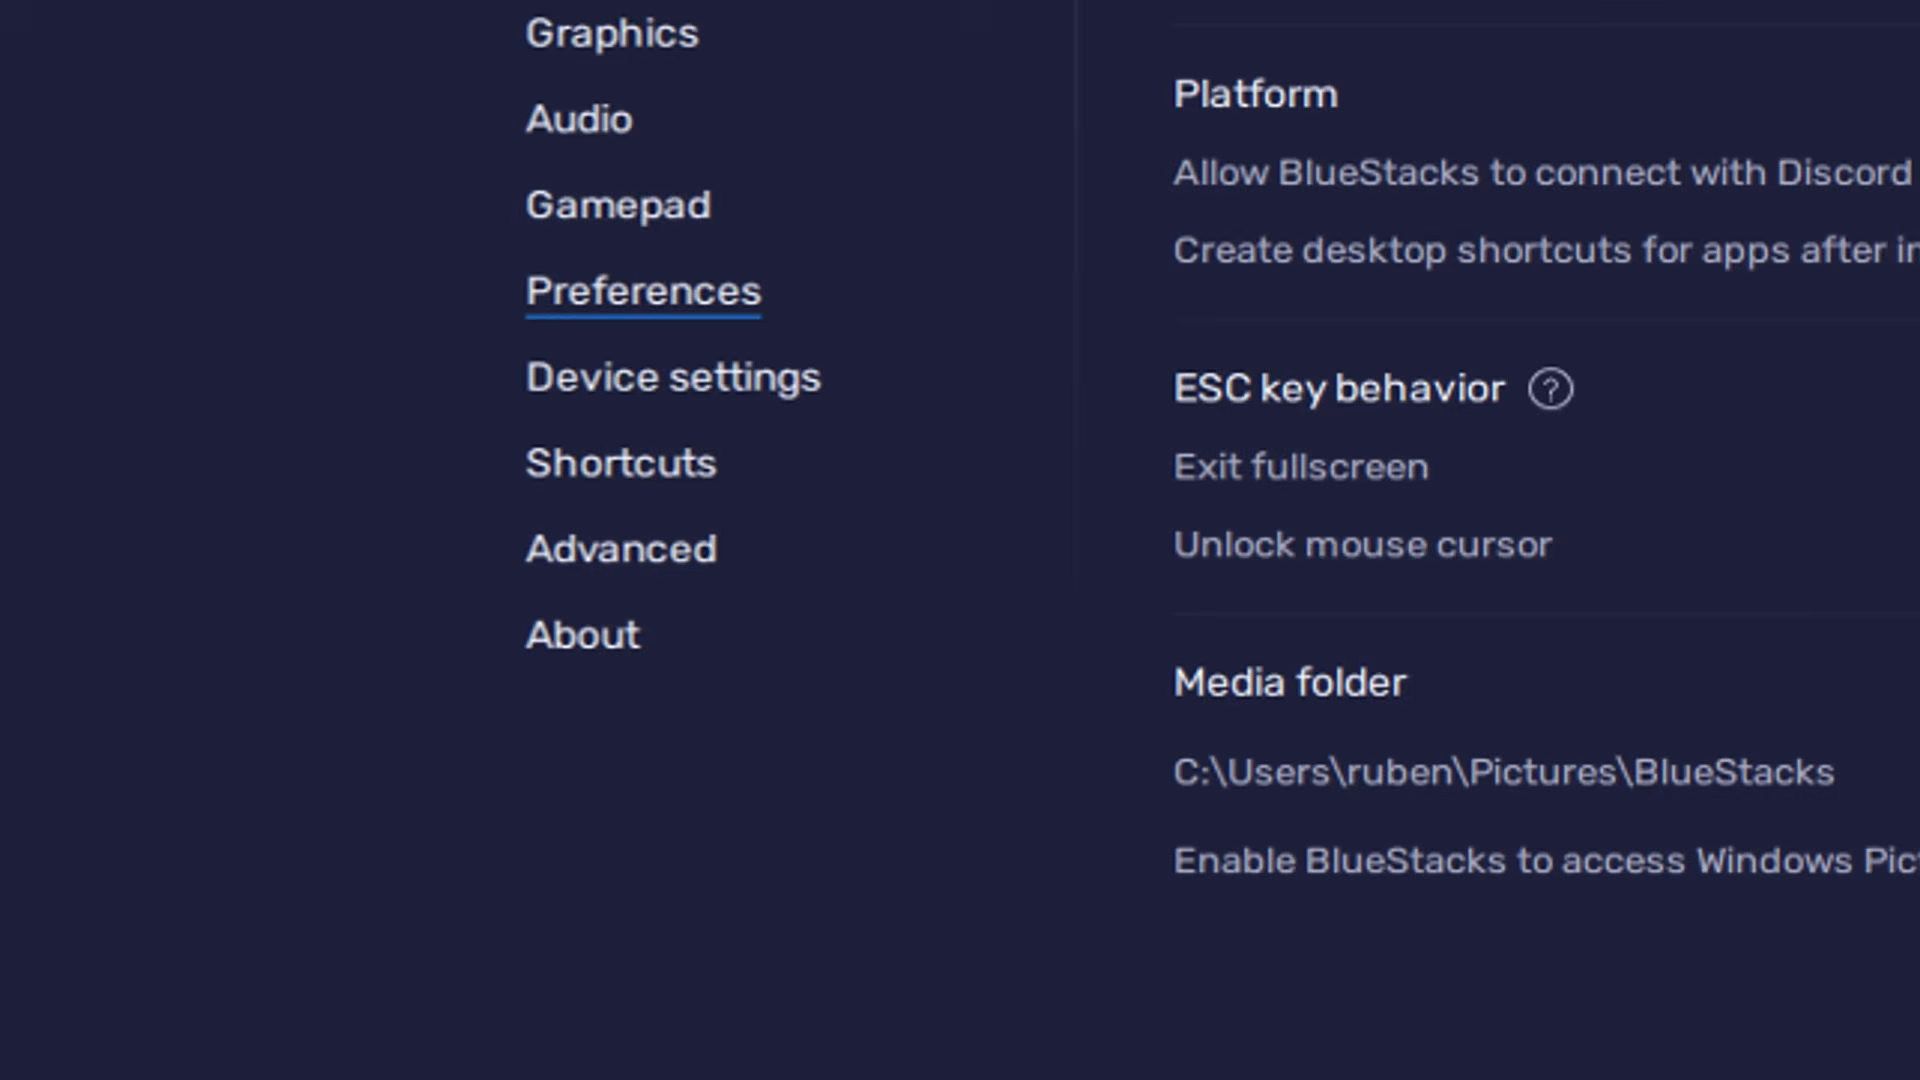 Graphics
Audio
Gamepad
Preferences
Device settings
Shortcuts
Advanced
About
Platform
Allow BlueStacks to connect with Discord
Create desktop shortcuts for apps after
ESC key behavior ?
Exit fullscreen
Unlock mouse cursor
Media folder
C:\Users\ruben\Pictures\BlueStacks
Enable BlueStacks to access Windows